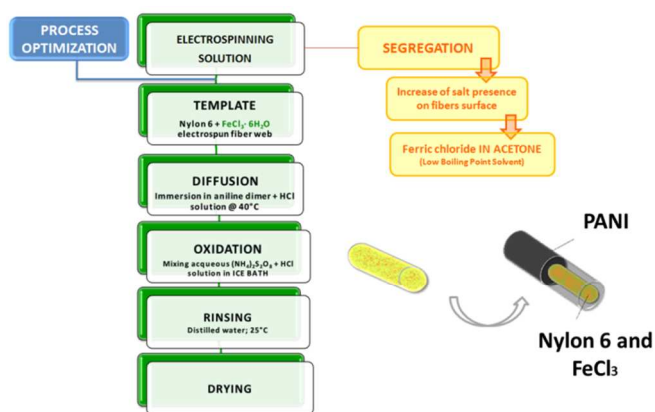 PROCESS
OPTIMIZATION
ELECTROSPINNING
SOLUTION
SEGREGATION
Increase of salt presence
on fibers surface
Ferric chloride IN ACETONE
(Low Boiling Point Solvent)
TEMPLATE
Nylon 6 + FeCl₃· 6H₂O
electrospun fiber web
DIFFUSION
Immersion in aniline dimer + HCl
solution @ 40°C
OXIDATION
Mixing acqueous (NH₄)₂S₂O₈ + HCl
solution in ICE BATH
RINSING
Distilled water; 25°C
DRYING
PANI
Nylon 6 and
FeCl₃